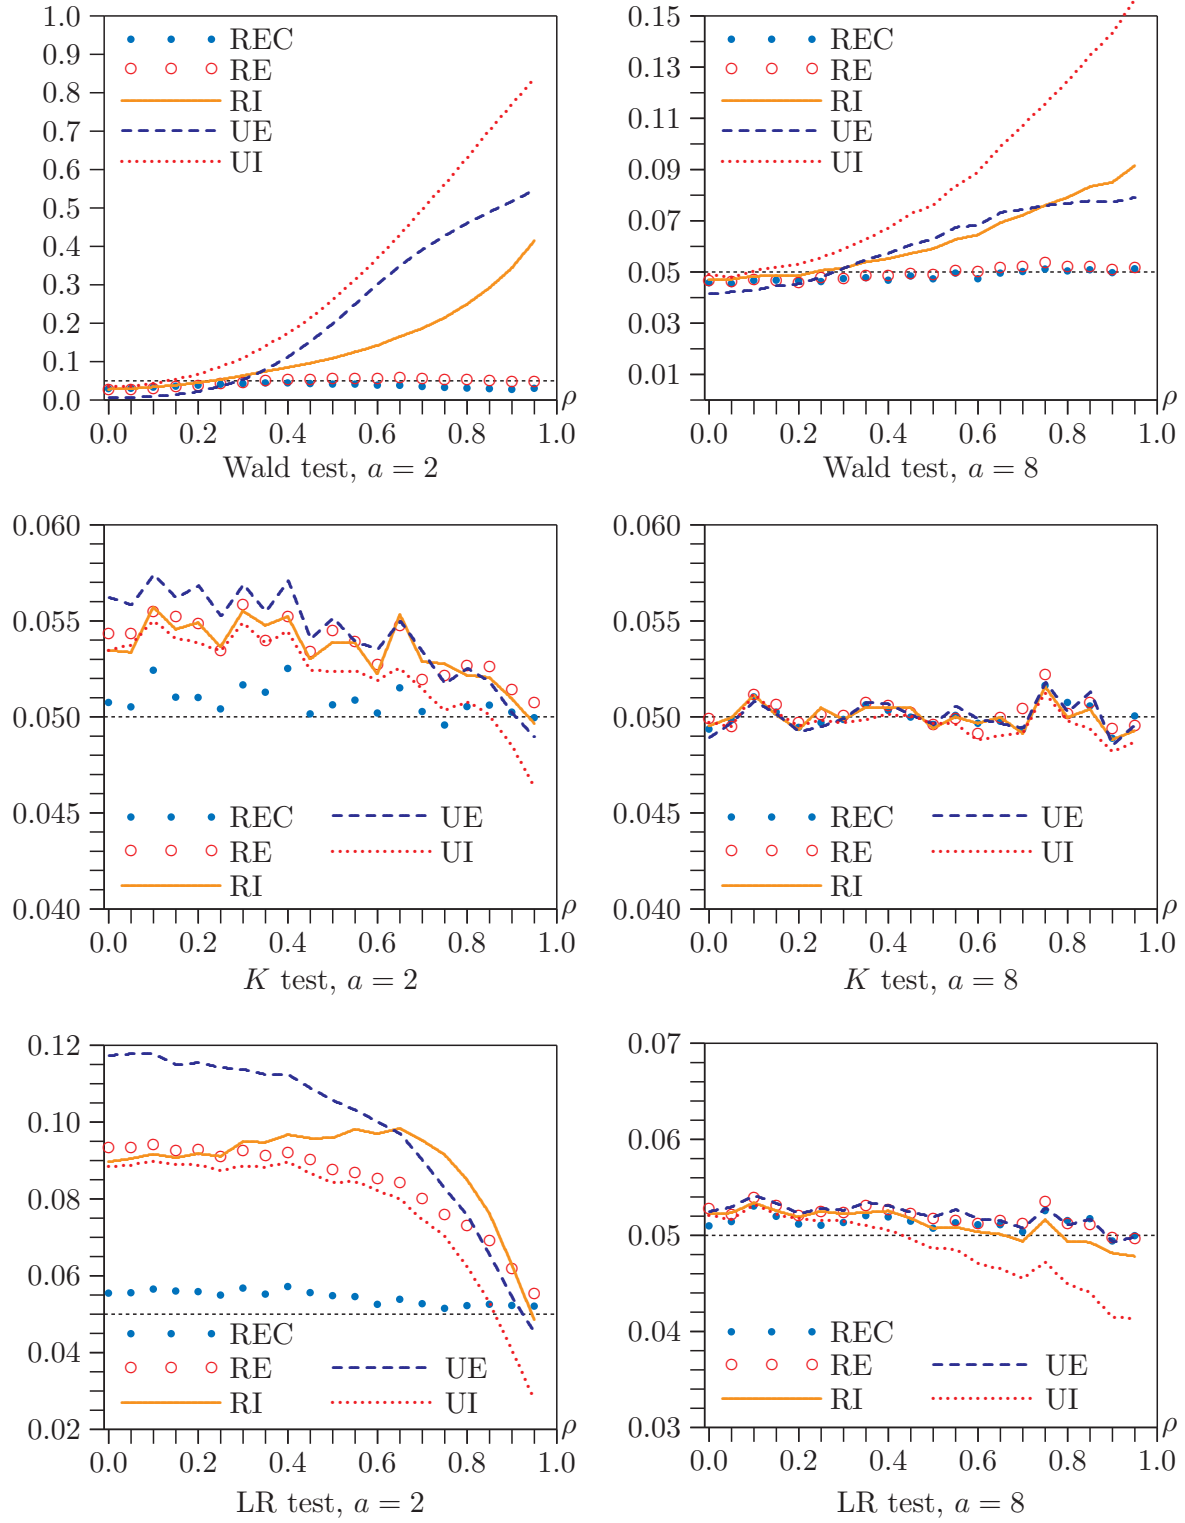 1.0
0.9
0.8
0.7
0.6
0.5
0.4
0.3
0.2
0.1
0.0
REC
RE
RI
UE
UI
0.0 0.2 0.4 0.6 0.8 1.0
ρ
Wald test, a = 2
0.15
0.13
0.11
0.09
0.07
0.05
0.03
0.01
REC
RE
RI
UE
UI
0.0 0.2 0.4 0.6 0.8 1.0
ρ
Wald test, a = 8
0.060
0.055
0.050
0.045
0.040
REC UE
RE UI
RI
0.0 0.2 0.4 0.6 0.8 1.0
ρ
K test, a = 2
0.060
0.055
0.050
0.045
0.040
REC UE
RE UI
RI
0.0 0.2 0.4 0.6 0.8 1.0
ρ
K test, a = 8
0.12
0.10
0.08
0.06
0.04
0.02
REC
RE UE
RI UI
0.0 0.2 0.4 0.6 0.8 1.0
ρ
LR test, a = 2
0.07
0.06
0.05
0.04
0.03
REC
RE UE
RI UI
0.0 0.2 0.4 0.6 0.8 1.0
ρ
LR test, a = 8